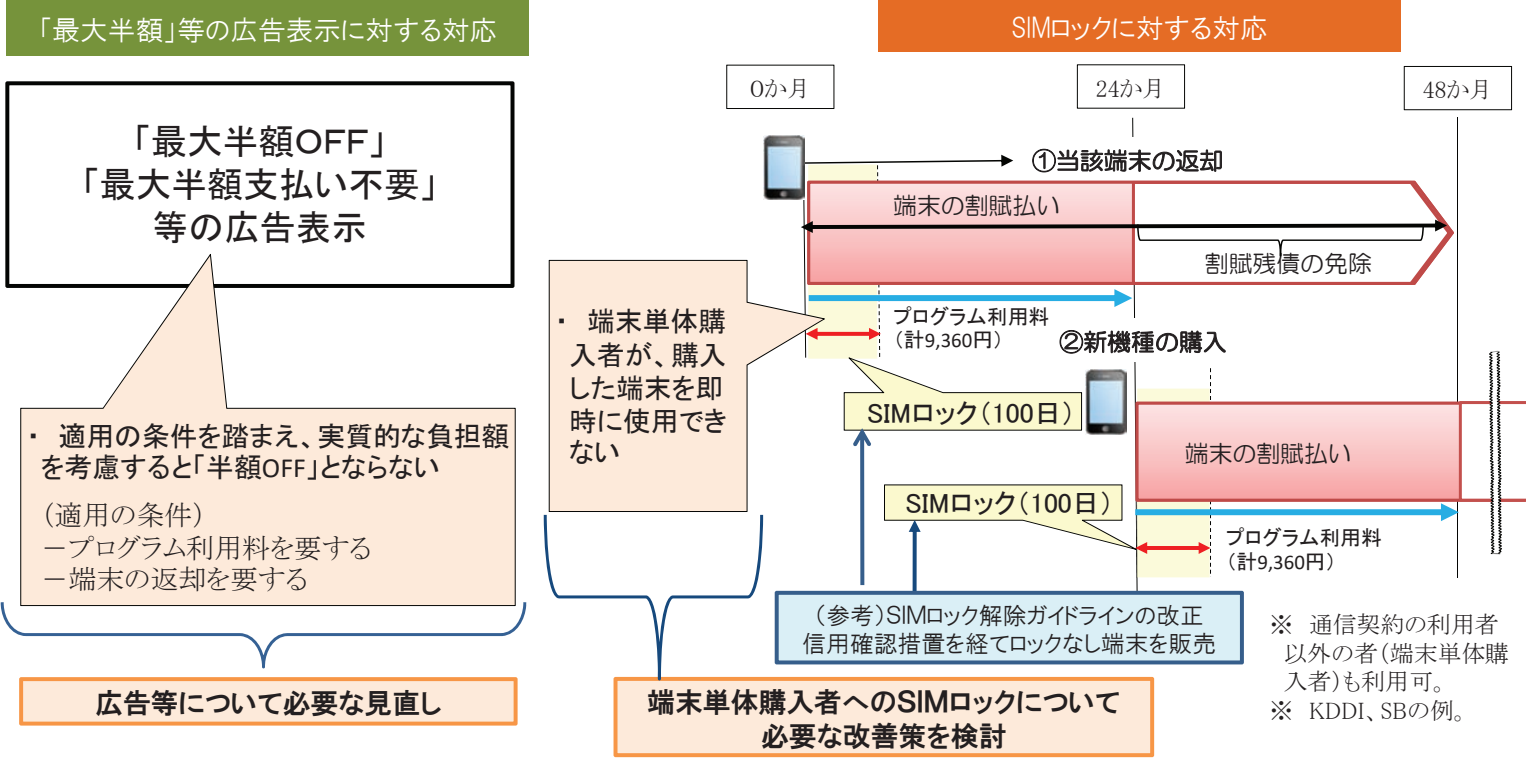 「最大半額」等の広告表示に対する対応
「最大半額OFF」
「最大半額支払い不要」
等の広告表示
・ 適用の条件を踏まえ、実質的な負担額
を考慮すると「半額OFF」とならない
（適用の条件）
－プログラム利用料を要する
－端末の返却を要する
広告等について必要な見直し
SIMロックに対する対応
0か月
24か月
48か月
①当該端末の返却
端末の割賦払い
割賦残債の免除
プログラム利用料
（計9,360円）
・ 端末単体購
入者が、購入
した端末を即
時に使用でき
ない
②新機種の購入
SIMロック（100日）
端末の割賦払い
SIMロック（100日）
プログラム利用料
（計9,360円）
（参考）SIMロック解除ガイドラインの改正
信用確認措置を経てロックなし端末を販売
端末単体購入者へのSIMロックについて
必要な改善策を検討
※ 通信契約の利用者
以外の者（端末単体購
入者）も利用可。
※ KDDI、SBの例。